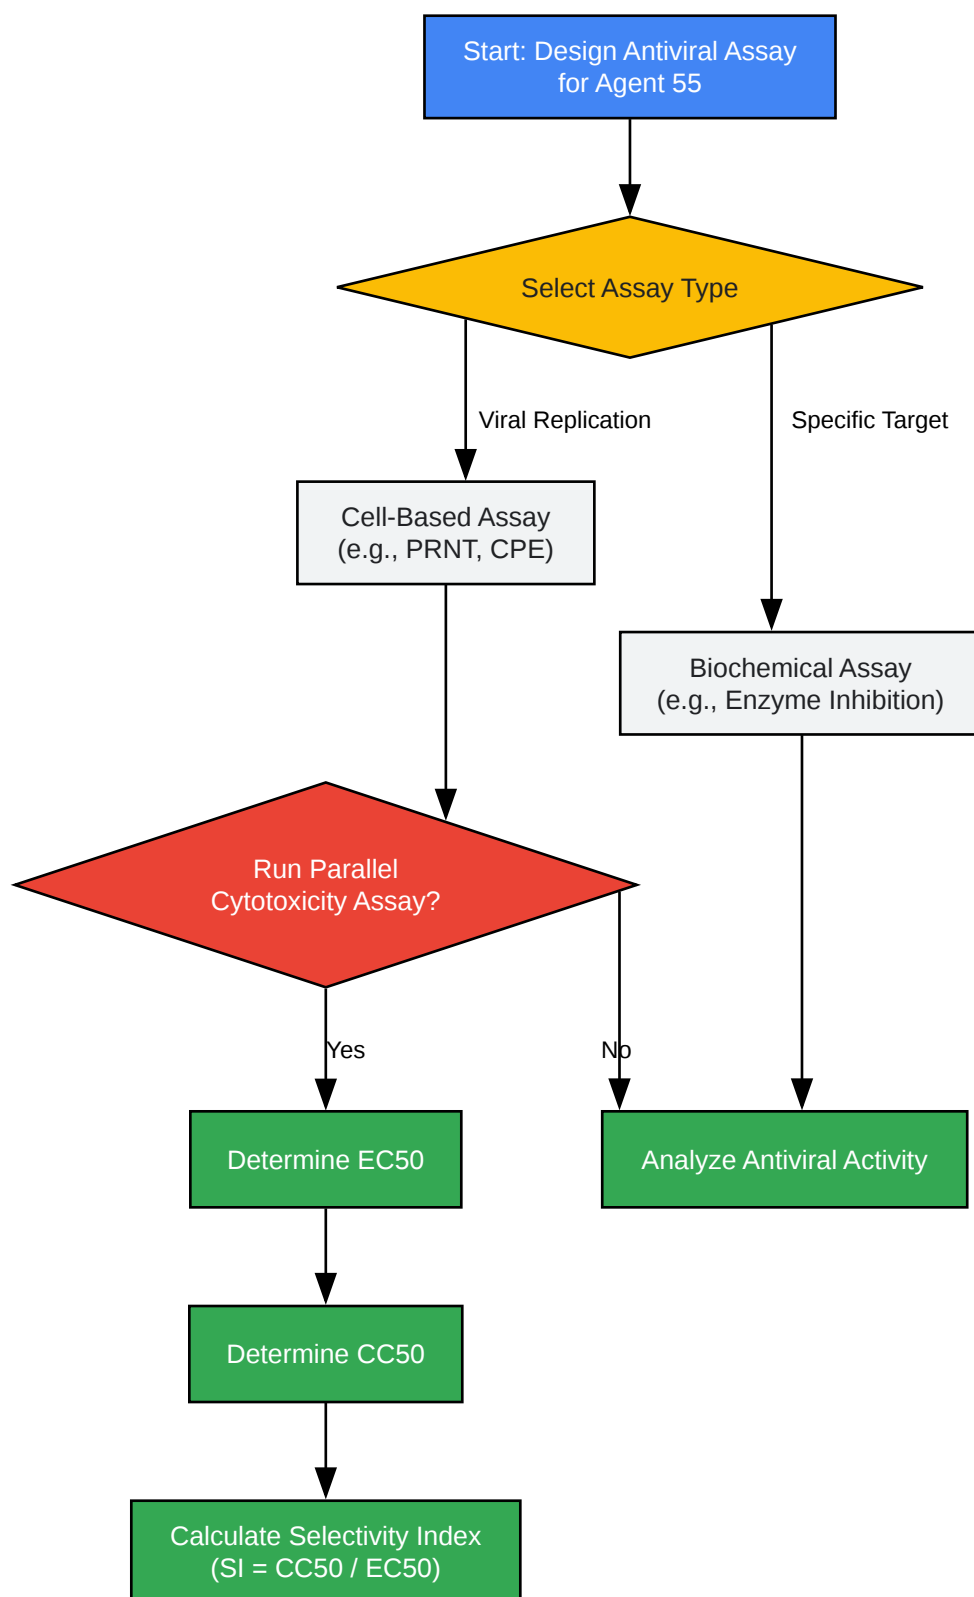 Start: Design Antiviral Assay
for Agent 55
Select Assay Type
Viral Replication
Specific Target
Cell-Based Assay
(e.g., PRNT, CPE)
Biochemical Assay
(e.g., Enzyme Inhibition)
Run Parallel
Cytotoxicity Assay?
Yes
No
Determine EC50
Analyze Antiviral Activity
Determine CC50
Calculate Selectivity Index
(SI = CC50 / EC50)